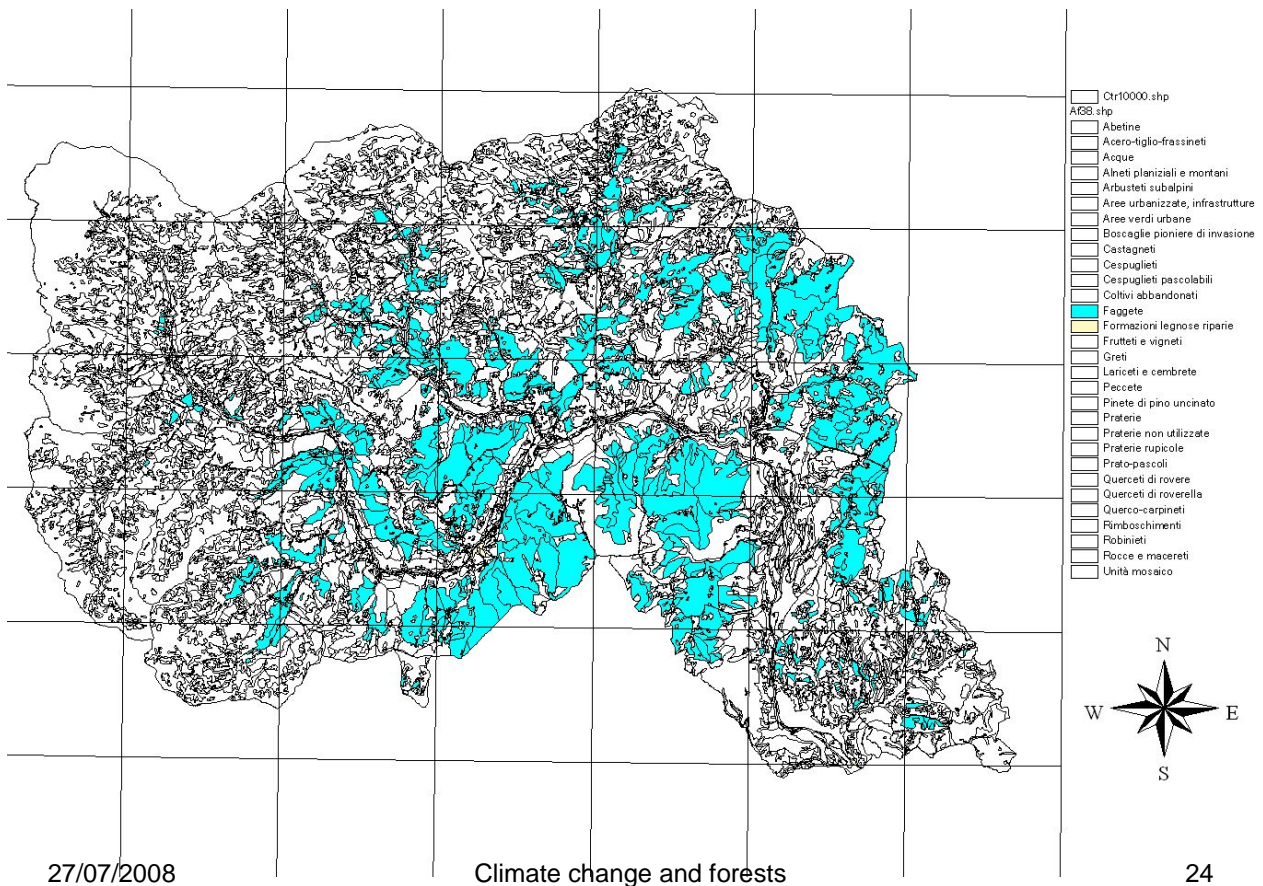 Ctr10000.shp
Af38.shp
Abetine
Acero-tiglio-frassineti
Acque
Alneti planiziali e montani
Arbusteti subalpini
Aree urbanizzate, infrastrutture
Aree verdi urbane
Boscaglie pioniere di invasione
Castagneti
Cespuglieti
Cespuglieti pascolabili
Coltivi abbandonati
Faggete
Formazioni legnose riparie
Frutteti e vigneti
Greti
Lariceti e cembrete
Peccete
Pinete di pino uncinato
Praterie
Praterie non utilizzate
Praterie rupicole
Prato-pascoli
Querceti di rovere
Querceti di roverella
Querco-carpineti
Rimboschimenti
Robinieti
Rocce e macereti
Unità mosaico
N
W E
S
27/07/2008 Climate change and forests 24